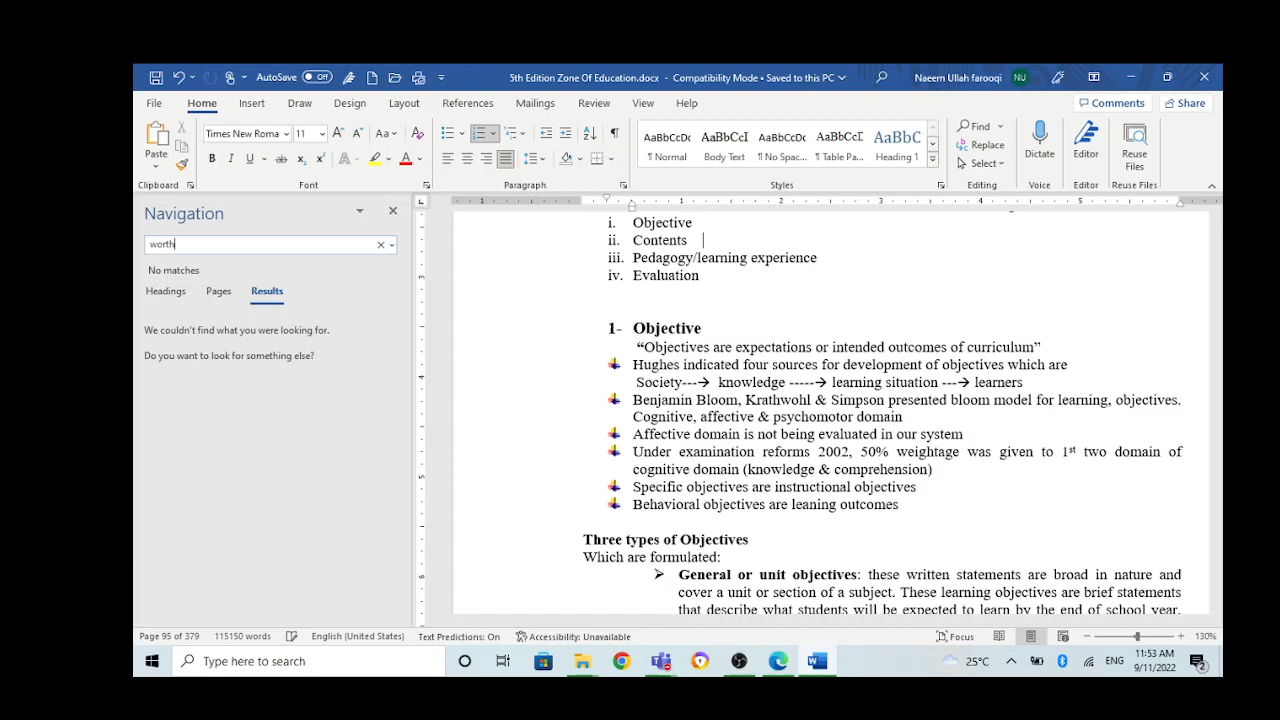 AutoSave Off 5th Edition Zone Of Education.docx - Compatibility Mode • Saved to this PC Naeem Ullah farooqi NU
File Home Insert Draw Design Layout References Mailings Review View Help Comments Share
Paste
Clipboard
Times New Roma 11
Font
Paragraph
AaBbCcDc AaBbCcI AaBbCcDc AaBbCcDc AaBbC
¶ Normal Body Text ¶ No Spac... ¶ Table Pa... Heading 1
Styles
Find
Replace
Select
Editing
Dictate
Voice
Editor
Editor
Reuse Files
Reuse Files
Navigation
worth
No matches
Headings Pages Results
We couldn't find what you were looking for.
Do you want to look for something else?
1 1 2 3 4 5
i. Objective
ii. Contents
iii. Pedagogy/learning experience
iv. Evaluation
1- Objective
“Objectives are expectations or intended outcomes of curriculum”
Hughes indicated four sources for development of objectives which are
Society---→ knowledge -----→ learning situation ---→ learners
Benjamin Bloom, Krathwohl & Simpson presented bloom model for learning, objectives.
Cognitive, affective & psychomotor domain
Affective domain is not being evaluated in our system
Under examination reforms 2002, 50% weightage was given to 1st two domain of
cognitive domain (knowledge & comprehension)
Specific objectives are instructional objectives
Behavioral objectives are leaning outcomes
Three types of Objectives
Which are formulated:
➢ General or unit objectives: these written statements are broad in nature and
cover a unit or section of a subject. These learning objectives are brief statements
that describe what students will be expected to learn by the end of school year,
Page 95 of 379 115150 words English (United States) Text Predictions: On Accessibility: Unavailable Focus 130%
Type here to search 25°C ENG 11:53 AM
9/11/2022 2